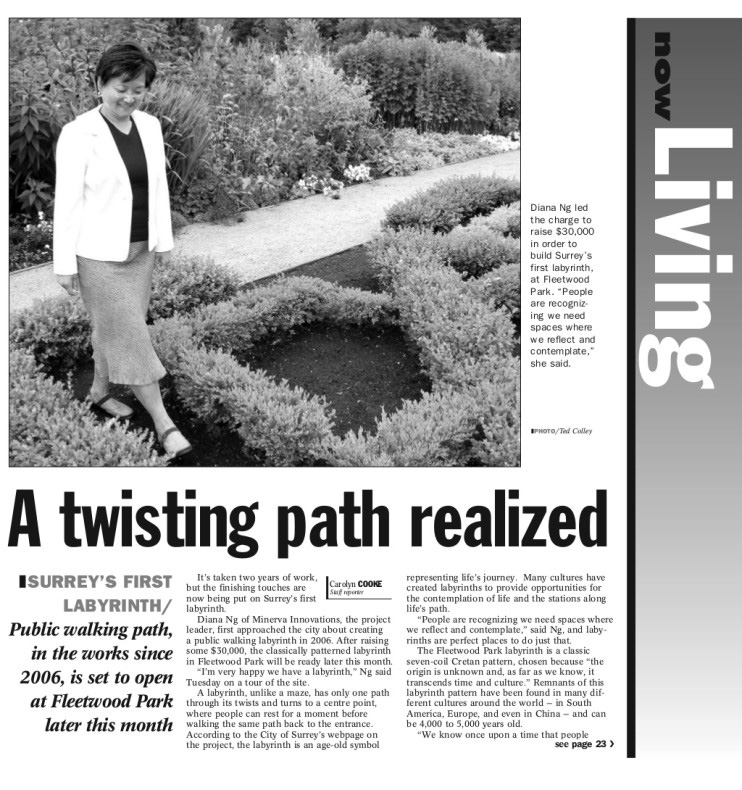 now
Living
Diana Ng led
the charge to
raise $30,000
in order to
build Surrey's
first labyrinth,
at Fleetwood
Park. "People
are recogniz-
ing we need
spaces where
we reflect and
contemplate,"
she said.
PHOTO/Ted Colley
A twisting path realized
SURREY'S FIRST
LABYRINTH/
Public walking path,
in the works since
2006, is set to open
at Fleetwood Park
later this month
Carolyn COOKE
Staff reporter
It's taken two years of work,
but the finishing touches are
now being put on Surrey's first
labyrinth.
Diana Ng of Minerva Innovations, the project
leader, first approached the city about creating
a public walking labyrinth in 2006. After raising
some $30,000, the classically patterned labyrinth
in Fleetwood Park will be ready later this month.
"I'm very happy we have a labyrinth," Ng said
Tuesday on a tour of the site.
A labyrinth, unlike a maze, has only one path
through its twists and turns to a centre point,
where people can rest for a moment before
walking the same path back to the entrance.
According to the City of Surrey's webpage on
the project, the labyrinth is an age-old symbol
representing life's journey. Many cultures have
created labyrinths to provide opportunities for
the contemplation of life and the stations along
life's path.
"People are recognizing we need spaces where
we reflect and contemplate," said Ng, and laby-
rinths are perfect places to do just that.
The Fleetwood Park labyrinth is a classic
seven-coil Cretan pattern, chosen because "the
origin is unknown and, as far as we know, it
transcends time and culture." Remnants of this
labyrinth pattern have been found in many dif-
ferent cultures around the world – in South
America, Europe, and even in China – and can
be 4,000 to 5,000 years old.
"We know once upon a time that people
see page 23 ›